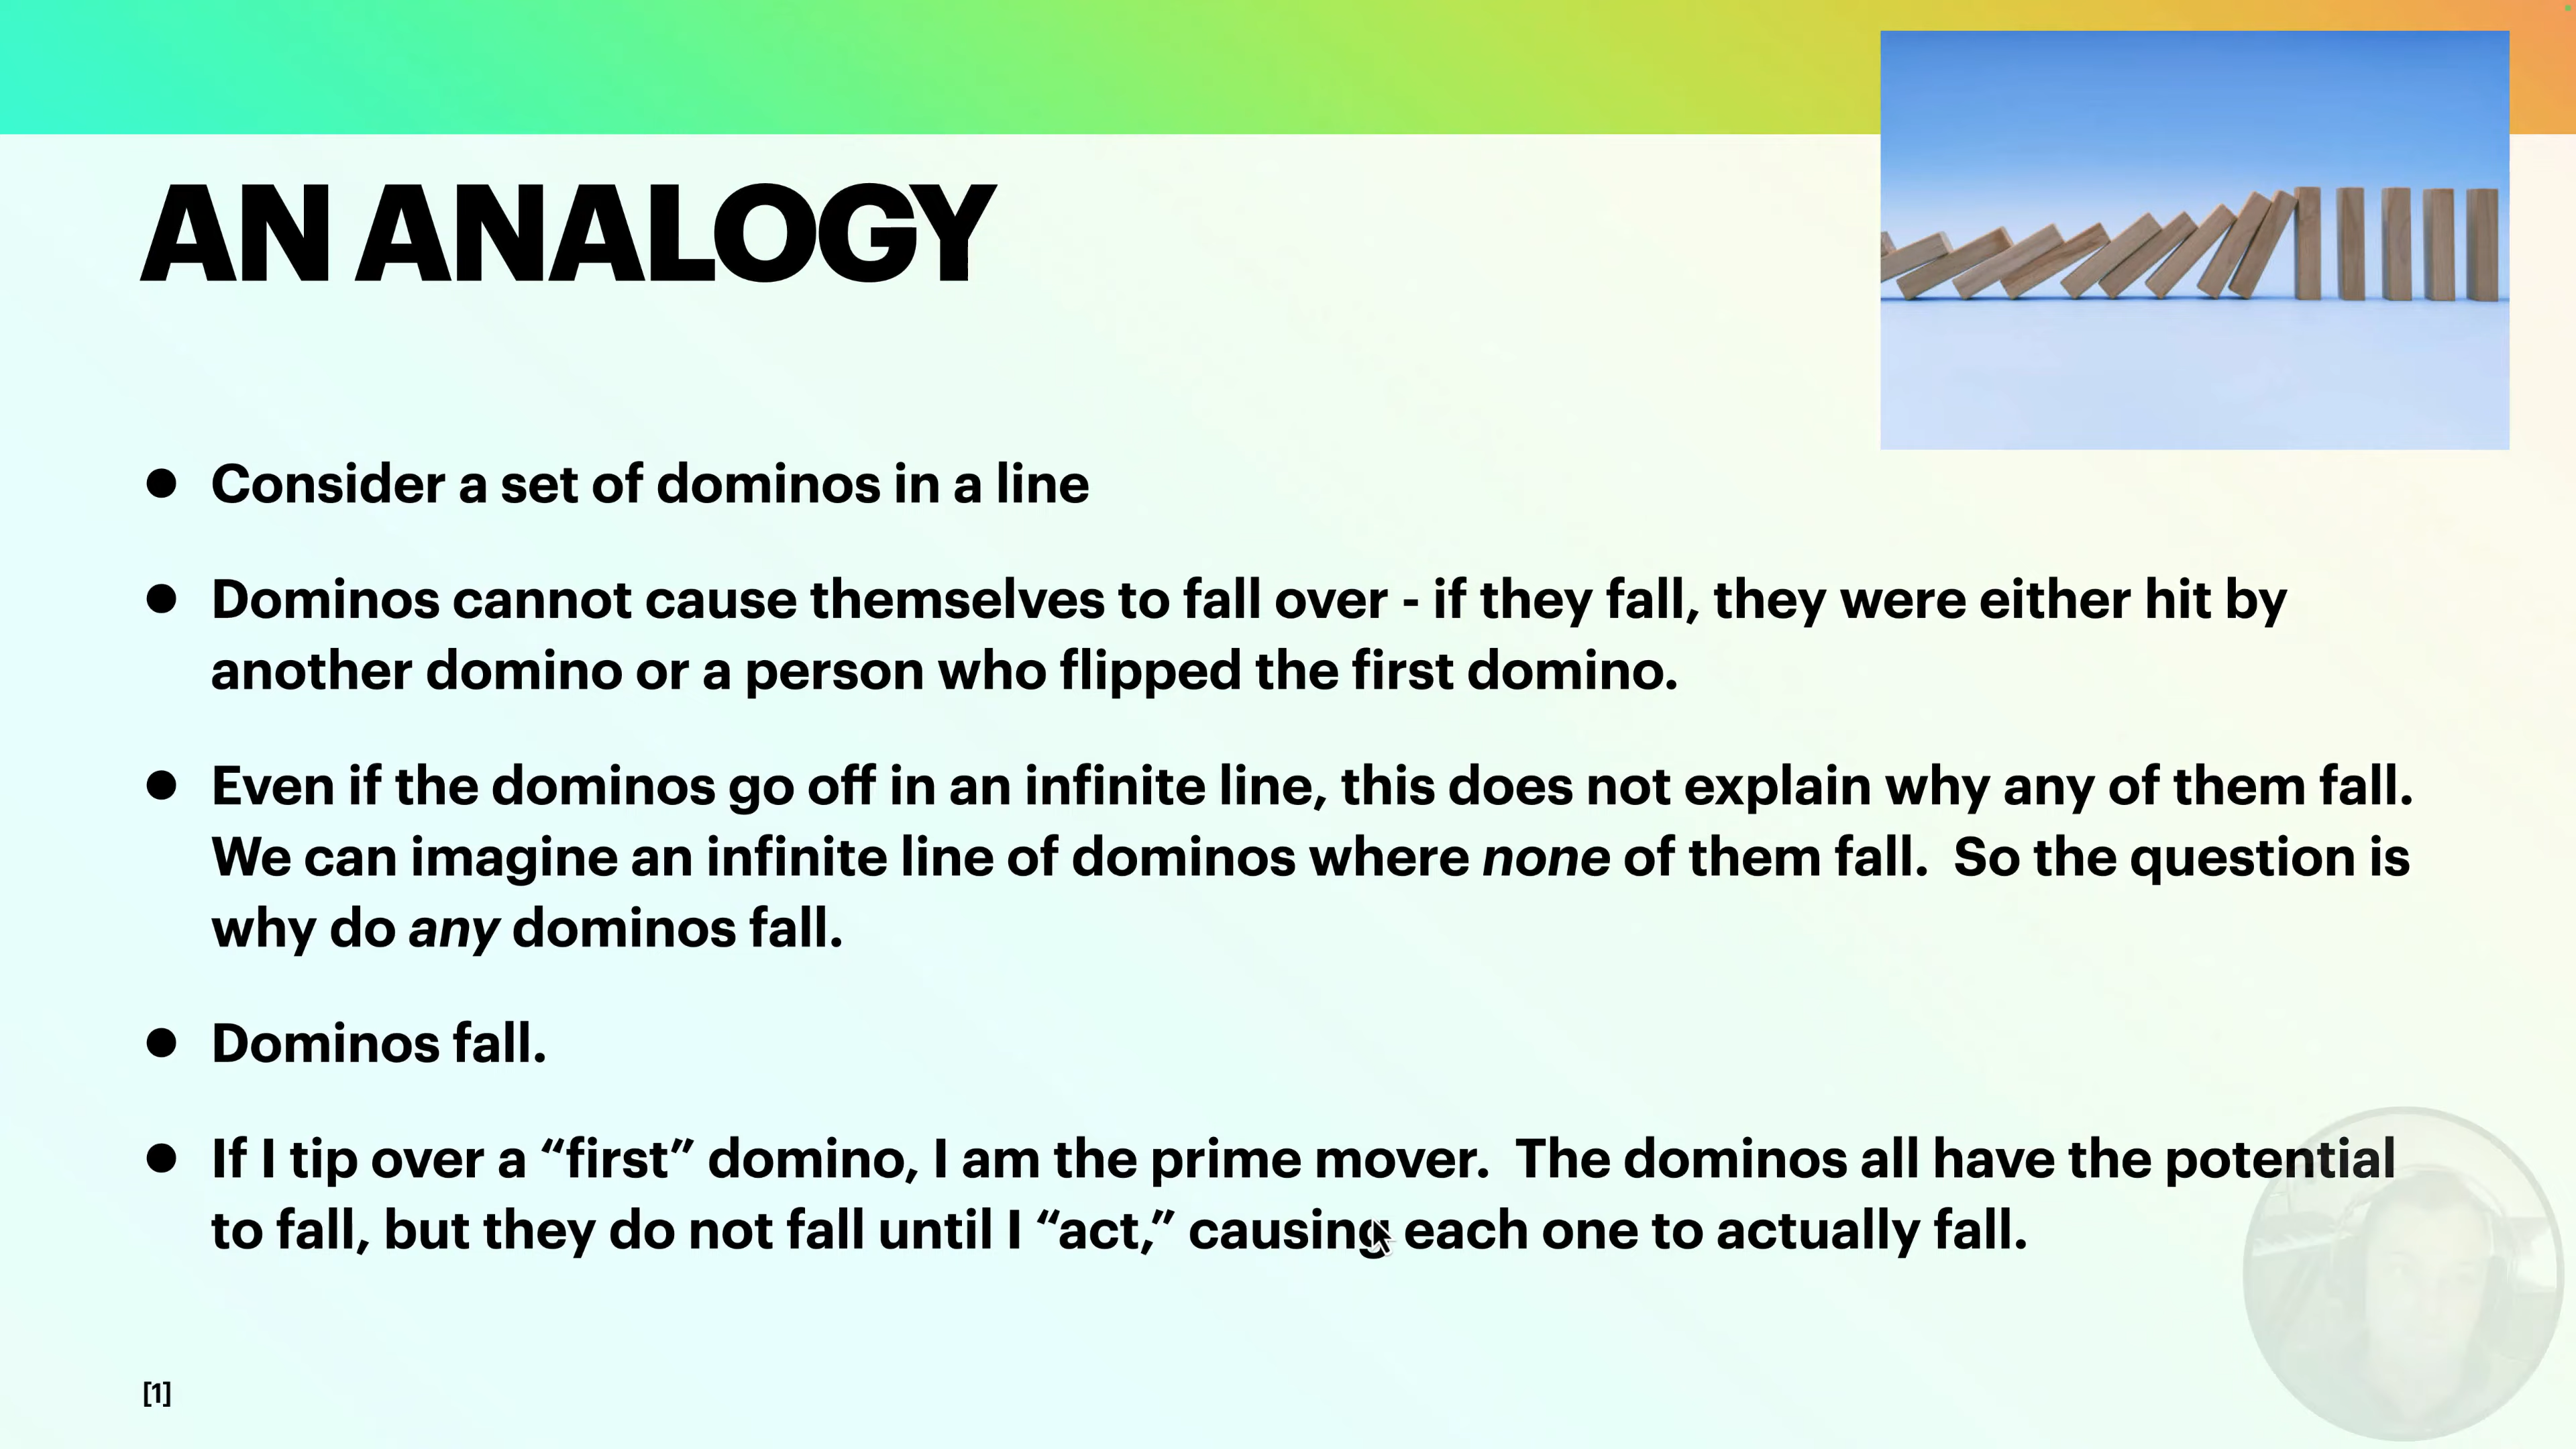 AN ANALOGY
● Consider a set of dominos in a line
● Dominos cannot cause themselves to fall over - if they fall, they were either hit by
another domino or a person who flipped the first domino.
● Even if the dominos go off in an infinite line, this does not explain why any of them fall.
We can imagine an infinite line of dominos where none of them fall.  So the question is
why do any dominos fall.
● Dominos fall.
● If I tip over a “first” domino, I am the prime mover.  The dominos all have the potential
to fall, but they do not fall until I “act,” causing each one to actually fall.
[1]